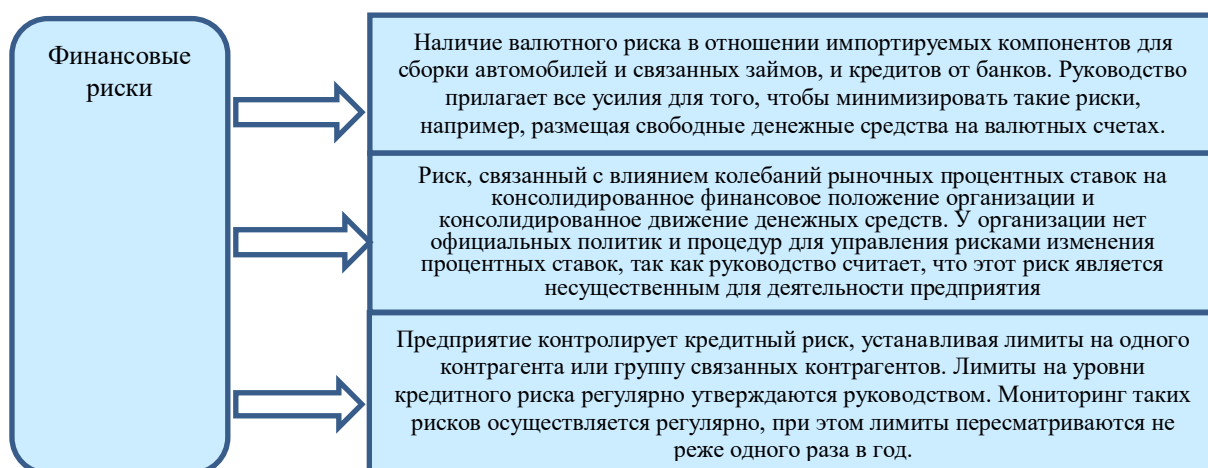 Финансовые
риски
Наличие валютного риска в отношении импортируемых компонентов для
сборки автомобилей и связанных займов, и кредитов от банков. Руководство
прилагает все усилия для того, чтобы минимизировать такие риски,
например, размещая свободные денежные средства на валютных счетах.
Риск, связанный с влиянием колебаний рыночных процентных ставок на
консолидированное финансовое положение организации и
консолидированное движение денежных средств. У организации нет
официальных политик и процедур для управления рисками изменения
процентных ставок, так как руководство считает, что этот риск является
несущественным для деятельности предприятия
Предприятие контролирует кредитный риск, устанавливая лимиты на одного
контрагента или группу связанных контрагентов. Лимиты на уровни
кредитного риска регулярно утверждаются руководством. Мониторинг таких
рисков осуществляется регулярно, при этом лимиты пересматриваются не
реже одного раза в год.